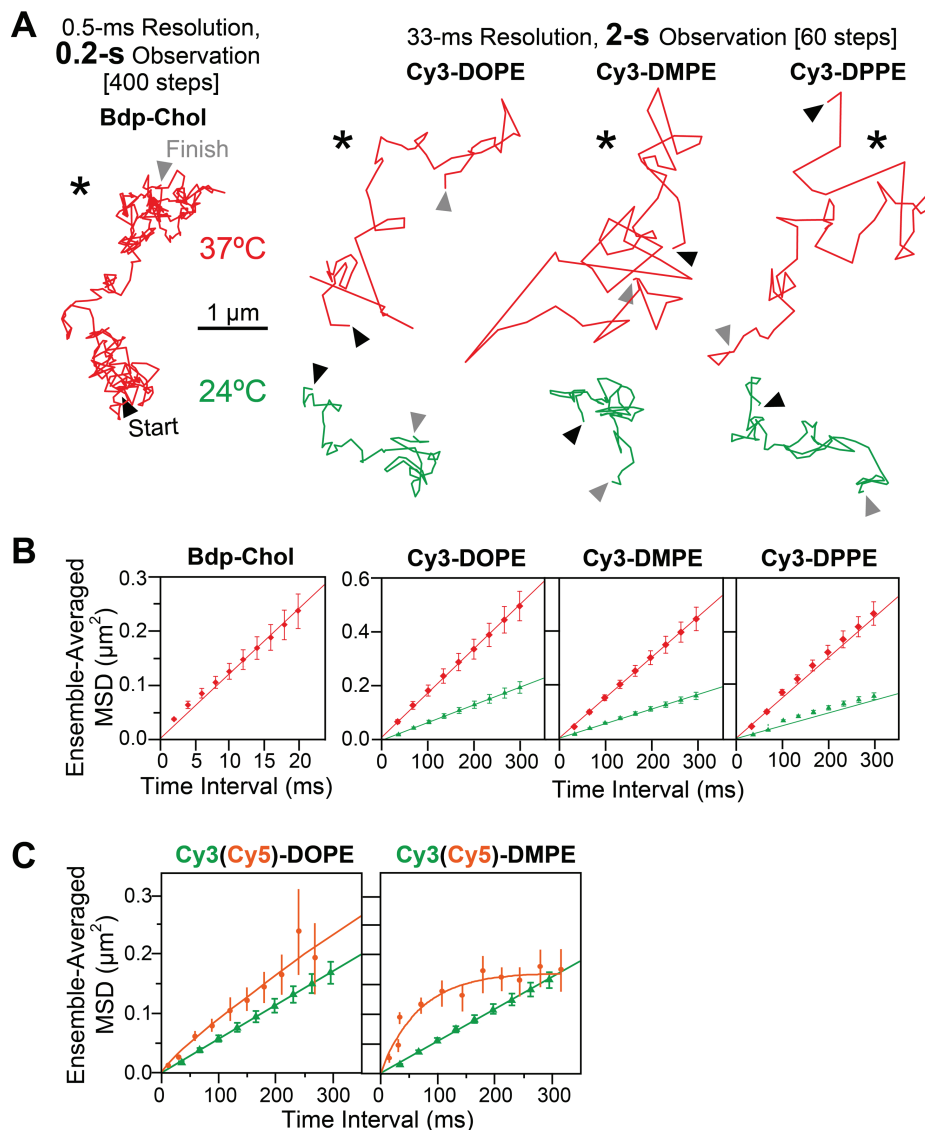 A
0.5-ms Resolution,
0.2-s Observation
[400 steps]
Bdp-Chol
33-ms Resolution, 2-s Observation [60 steps]
Cy3-DOPE Cy3-DMPE Cy3-DPPE
Finish
* * * *
37ºC
1 µm
24ºC
Start
B
Bdp-Chol Cy3-DOPE Cy3-DMPE Cy3-DPPE
Ensemble-Averaged
MSD (µm²)
0.3
0.2
0.1
0.0
0.6
0.4
0.2
0.0
0 5 10 15 20
0 100 200 300
0 100 200 300
0 100 200 300
Time Interval (ms) Time Interval (ms)
C
Cy3(Cy5)-DOPE Cy3(Cy5)-DMPE
Ensemble-Averaged
MSD (µm²)
0.3
0.2
0.1
0.0
0 100 200 300 0 100 200 300
Time Interval (ms)